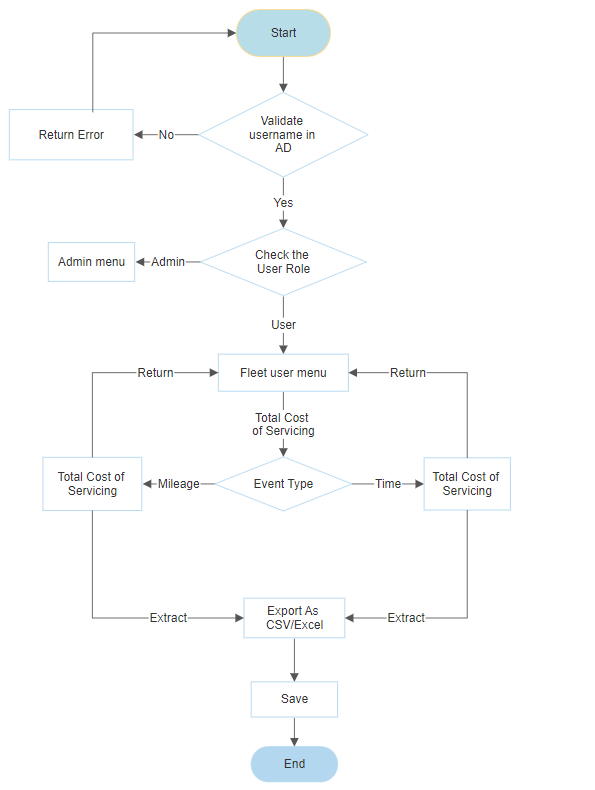 Start
Validate
username in
AD
No
Return Error
Yes
Check the
User Role
Admin
Admin menu
User
Return
Fleet user menu
Return
Total Cost
of Servicing
Total Cost of
Servicing
Mileage
Event Type
Time
Total Cost of
Servicing
Extract
Export As
CSV/Excel
Extract
Save
End